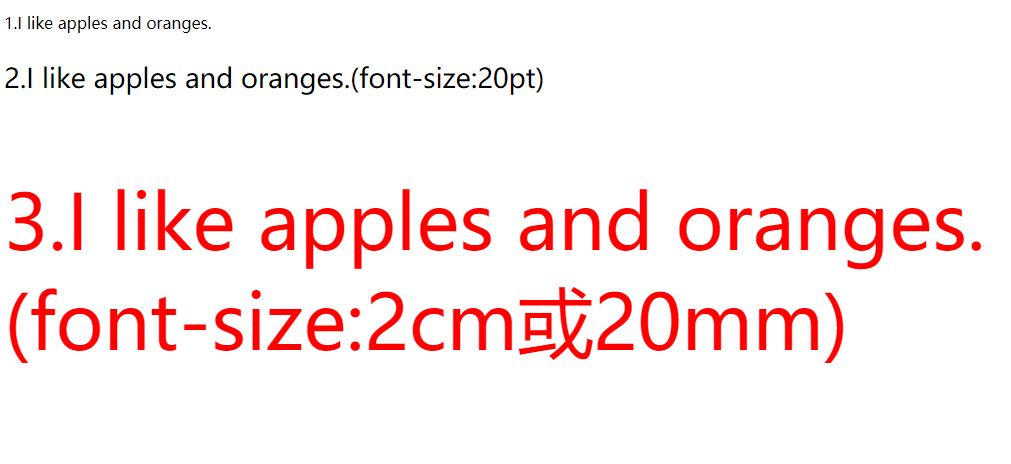 1.I like apples and oranges.
2.I like apples and oranges.(font-size:20pt)
3.I like apples and oranges.
(font-size:2cm或20mm)